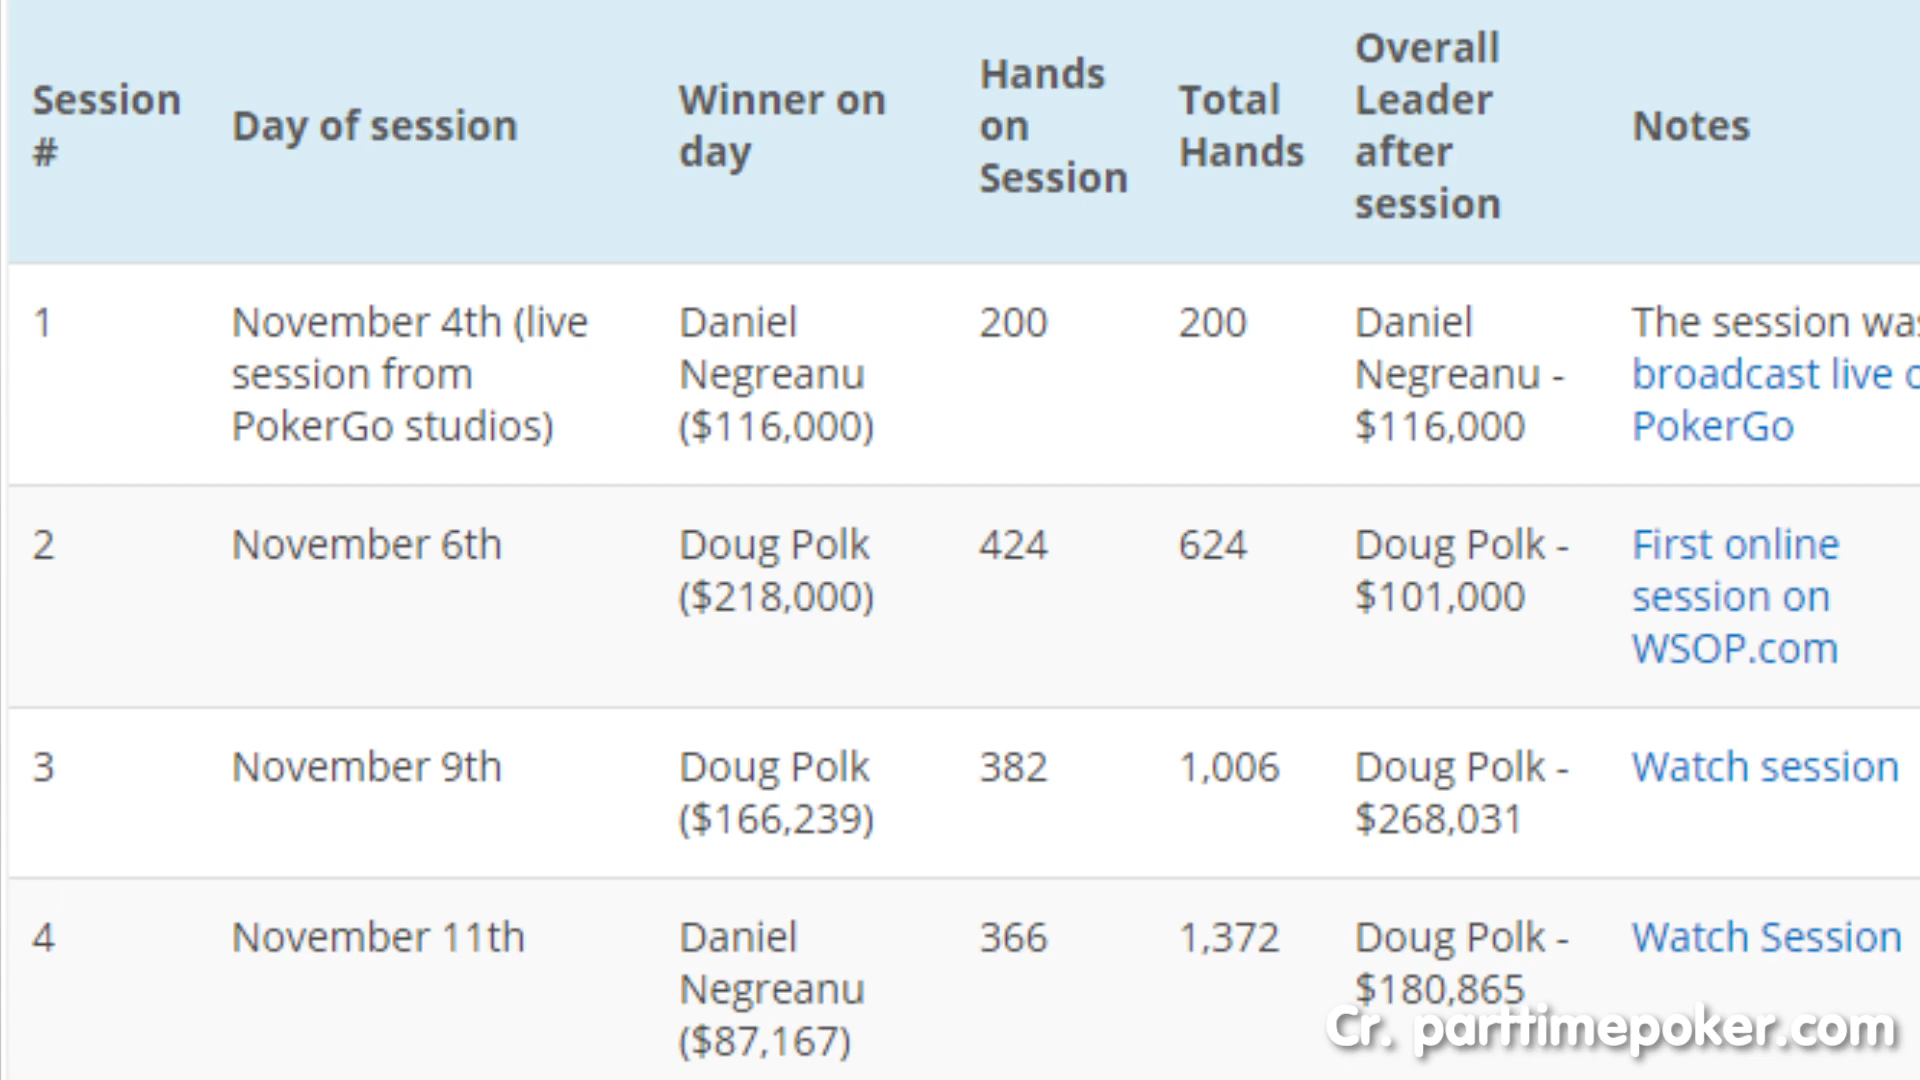 Session #
Day of session
Winner on day
Hands on Session
Total Hands
Overall Leader after session
Notes
1
November 4th (live
session from
PokerGo studios)
Daniel
Negreanu
($116,000)
200
200
Daniel
Negreanu -
$116,000
The session was
broadcast live o
PokerGo
2
November 6th
Doug Polk
($218,000)
424
624
Doug Polk -
$101,000
First online
session on
WSOP.com
3
November 9th
Doug Polk
($166,239)
382
1,006
Doug Polk -
$268,031
Watch session
4
November 11th
Daniel
Negreanu
($87,167)
366
1,372
Doug Polk -
$180,865
Watch Session
Cr. parttimepoker.com